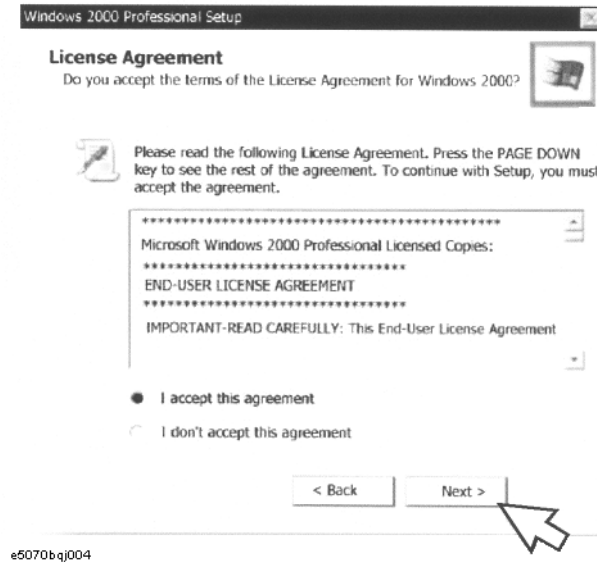 Windows 2000 Professional Setup
License Agreement
Do you accept the terms of the License Agreement for Windows 2000?
Please read the following License Agreement. Press the PAGE DOWN
key to see the rest of the agreement. To continue with Setup, you must
accept the agreement.
********************************************
Microsoft Windows 2000 Professional Licensed Copies:
********************************
END-USER LICENSE AGREEMENT
********************************
IMPORTANT-READ CAREFULLY: This End-User License Agreement
I accept this agreement
I don't accept this agreement
< Back
Next >
e5070bqj004